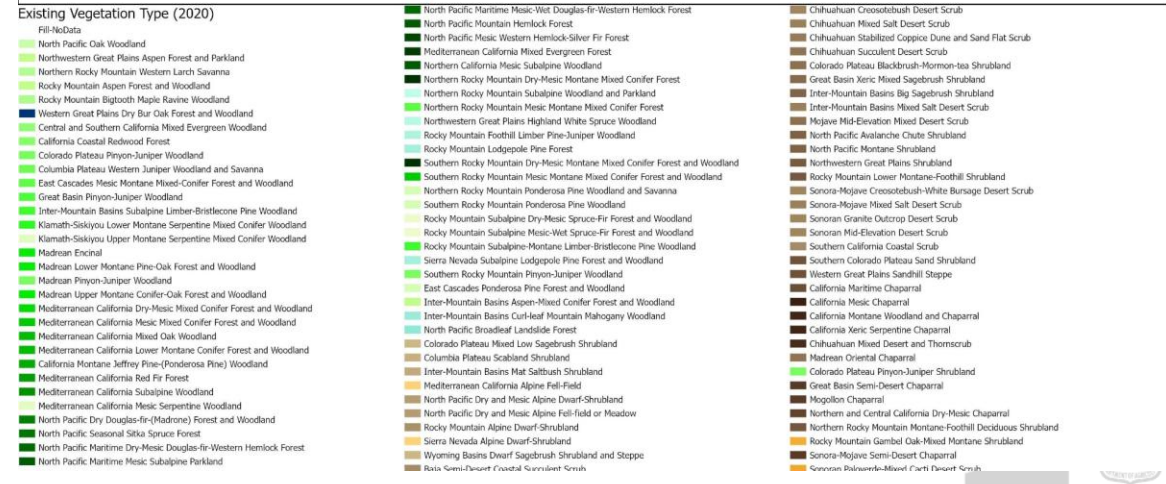 Existing Vegetation Type (2020)
Fill-NoData
North Pacific Oak Woodland
Northwestern Great Plains Aspen Forest and Parkland
Northern Rocky Mountain Western Larch Savanna
Rocky Mountain Aspen Forest and Woodland
Rocky Mountain Bigtooth Maple Ravine Woodland
Western Great Plains Dry Bur Oak Forest and Woodland
Central and Southern California Mixed Evergreen Woodland
California Coastal Redwood Forest
Colorado Plateau Pinyon-Juniper Woodland
Columbia Plateau Western Juniper Woodland and Savanna
East Cascades Mesic Montane Mixed-Conifer Forest and Woodland
Great Basin Pinyon-Juniper Woodland
Inter-Mountain Basins Subalpine Limber-Bristlecone Pine Woodland
Klamath-Siskiyou Lower Montane Serpentine Mixed Conifer Woodland
Klamath-Siskiyou Upper Montane Serpentine Mixed Conifer Woodland
Madrean Encinal
Madrean Lower Montane Pine-Oak Forest and Woodland
Madrean Pinyon-Juniper Woodland
Madrean Upper Montane Conifer-Oak Forest and Woodland
Mediterranean California Dry-Mesic Mixed Conifer Forest and Woodland
Mediterranean California Mesic Mixed Conifer Forest and Woodland
Mediterranean California Mixed Oak Woodland
Mediterranean California Lower Montane Conifer Forest and Woodland
California Montane Jeffrey Pine-(Ponderosa Pine) Woodland
Mediterranean California Red Fir Forest
Mediterranean California Subalpine Woodland
Mediterranean California Mesic Serpentine Woodland
North Pacific Dry Douglas-fir-(Madrone) Forest and Woodland
North Pacific Seasonal Sitka Spruce Forest
North Pacific Maritime Dry-Mesic Douglas-fir-Western Hemlock Forest
North Pacific Maritime Mesic Subalpine Parkland
North Pacific Maritime Mesic-Wet Douglas-fir-Western Hemlock Forest
North Pacific Mountain Hemlock Forest
North Pacific Mesic Western Hemlock-Silver Fir Forest
Mediterranean California Mixed Evergreen Forest
Northern California Mesic Subalpine Woodland
Northern Rocky Mountain Dry-Mesic Montane Mixed Conifer Forest
Northern Rocky Mountain Subalpine Woodland and Parkland
Northern Rocky Mountain Mesic Montane Mixed Conifer Forest
Northwestern Great Plains Highland White Spruce Woodland
Rocky Mountain Foothill Limber Pine-Juniper Woodland
Rocky Mountain Lodgepole Pine Forest
Southern Rocky Mountain Dry-Mesic Montane Mixed Conifer Forest and Woodland
Southern Rocky Mountain Mesic Montane Mixed Conifer Forest and Woodland
Northern Rocky Mountain Ponderosa Pine Woodland and Savanna
Southern Rocky Mountain Ponderosa Pine Woodland
Rocky Mountain Subalpine Dry-Mesic Spruce-Fir Forest and Woodland
Rocky Mountain Subalpine Mesic-Wet Spruce-Fir Forest and Woodland
Rocky Mountain Subalpine-Montane Limber-Bristlecone Pine Woodland
Sierra Nevada Subalpine Lodgepole Pine Forest and Woodland
Southern Rocky Mountain Pinyon-Juniper Woodland
East Cascades Ponderosa Pine Forest and Woodland
Inter-Mountain Basins Aspen-Mixed Conifer Forest and Woodland
Inter-Mountain Basins Curl-leaf Mountain Mahogany Woodland
North Pacific Broadleaf Landslide Forest
Colorado Plateau Mixed Low Sagebrush Shrubland
Columbia Plateau Scabland Shrubland
Inter-Mountain Basins Mat Saltbush Shrubland
Mediterranean California Alpine Fell-Field
North Pacific Dry and Mesic Alpine Dwarf-Shrubland
North Pacific Dry and Mesic Alpine Fell-field or Meadow
Rocky Mountain Alpine Dwarf-Shrubland
Sierra Nevada Alpine Dwarf-Shrubland
Wyoming Basins Dwarf Sagebrush Shrubland and Steppe
Baja Semi-Desert Coastal Succulent Scrub
Chihuahuan Creosotebush Desert Scrub
Chihuahuan Mixed Salt Desert Scrub
Chihuahuan Stabilized Coppice Dune and Sand Flat Scrub
Chihuahuan Succulent Desert Scrub
Colorado Plateau Blackbrush-Mormon-tea Shrubland
Great Basin Xeric Mixed Sagebrush Shrubland
Inter-Mountain Basins Big Sagebrush Shrubland
Inter-Mountain Basins Mixed Salt Desert Scrub
Mojave Mid-Elevation Mixed Desert Scrub
North Pacific Avalanche Chute Shrubland
North Pacific Montane Shrubland
Northwestern Great Plains Shrubland
Rocky Mountain Lower Montane-Foothill Shrubland
Sonora-Mojave Creosotebush-White Bursage Desert Scrub
Sonora-Mojave Mixed Salt Desert Scrub
Sonoran Granite Outcrop Desert Scrub
Sonoran Mid-Elevation Desert Scrub
Southern California Coastal Scrub
Southern Colorado Plateau Sand Shrubland
Western Great Plains Sandhill Steppe
California Maritime Chaparral
California Mesic Chaparral
California Montane Woodland and Chaparral
California Xeric Serpentine Chaparral
Chihuahuan Mixed Desert and Thornscrub
Madrean Oriental Chaparral
Colorado Plateau Pinyon-Juniper Shrubland
Great Basin Semi-Desert Chaparral
Mogollon Chaparral
Northern and Central California Dry-Mesic Chaparral
Northern Rocky Mountain Montane-Foothill Deciduous Shrubland
Rocky Mountain Gambel Oak-Mixed Montane Shrubland
Sonora-Mojave Semi-Desert Chaparral
Sonoran Paloverde-Mixed Cacti Desert Scrub